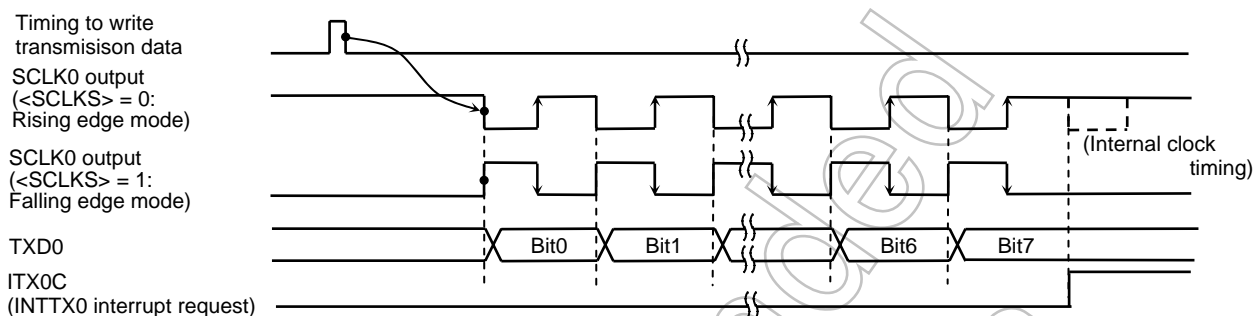 Timing to write
transmisison data
SCLK0 output
(<SCLKS> = 0:
Rising edge mode)
(Internal clock
timing)
SCLK0 output
(<SCLKS> = 1:
Falling edge mode)
TXD0
Bit0
Bit1
Bit6
Bit7
ITX0C
(INTTX0 interrupt request)